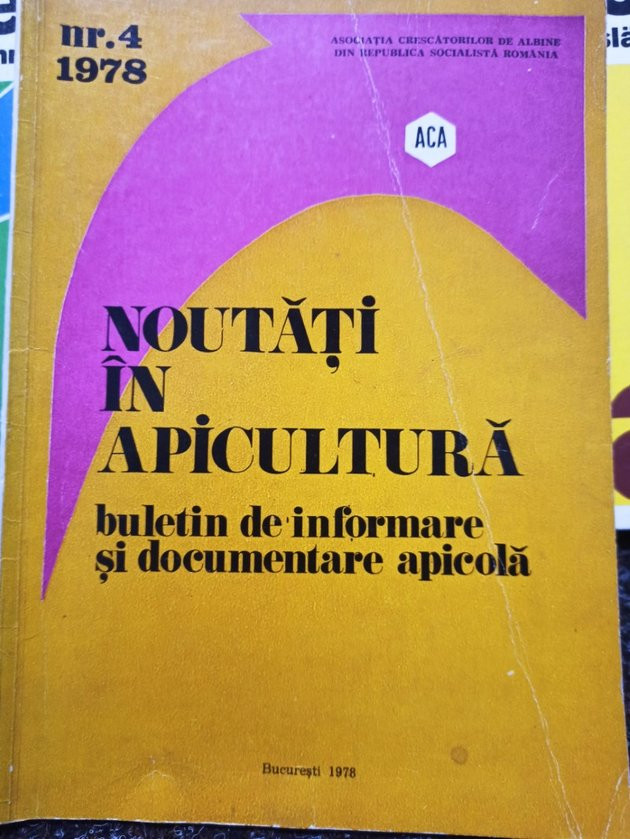 nr.4
1978
ASOCIAȚIA CRESCĂTORILOR DE ALBINE
DIN REPUBLICA SOCIALISTĂ ROMÂNIA
ACA
NOUTĂȚI
ÎN
APICULTURĂ
buletin de informare
și documentare apicolă
București 1978